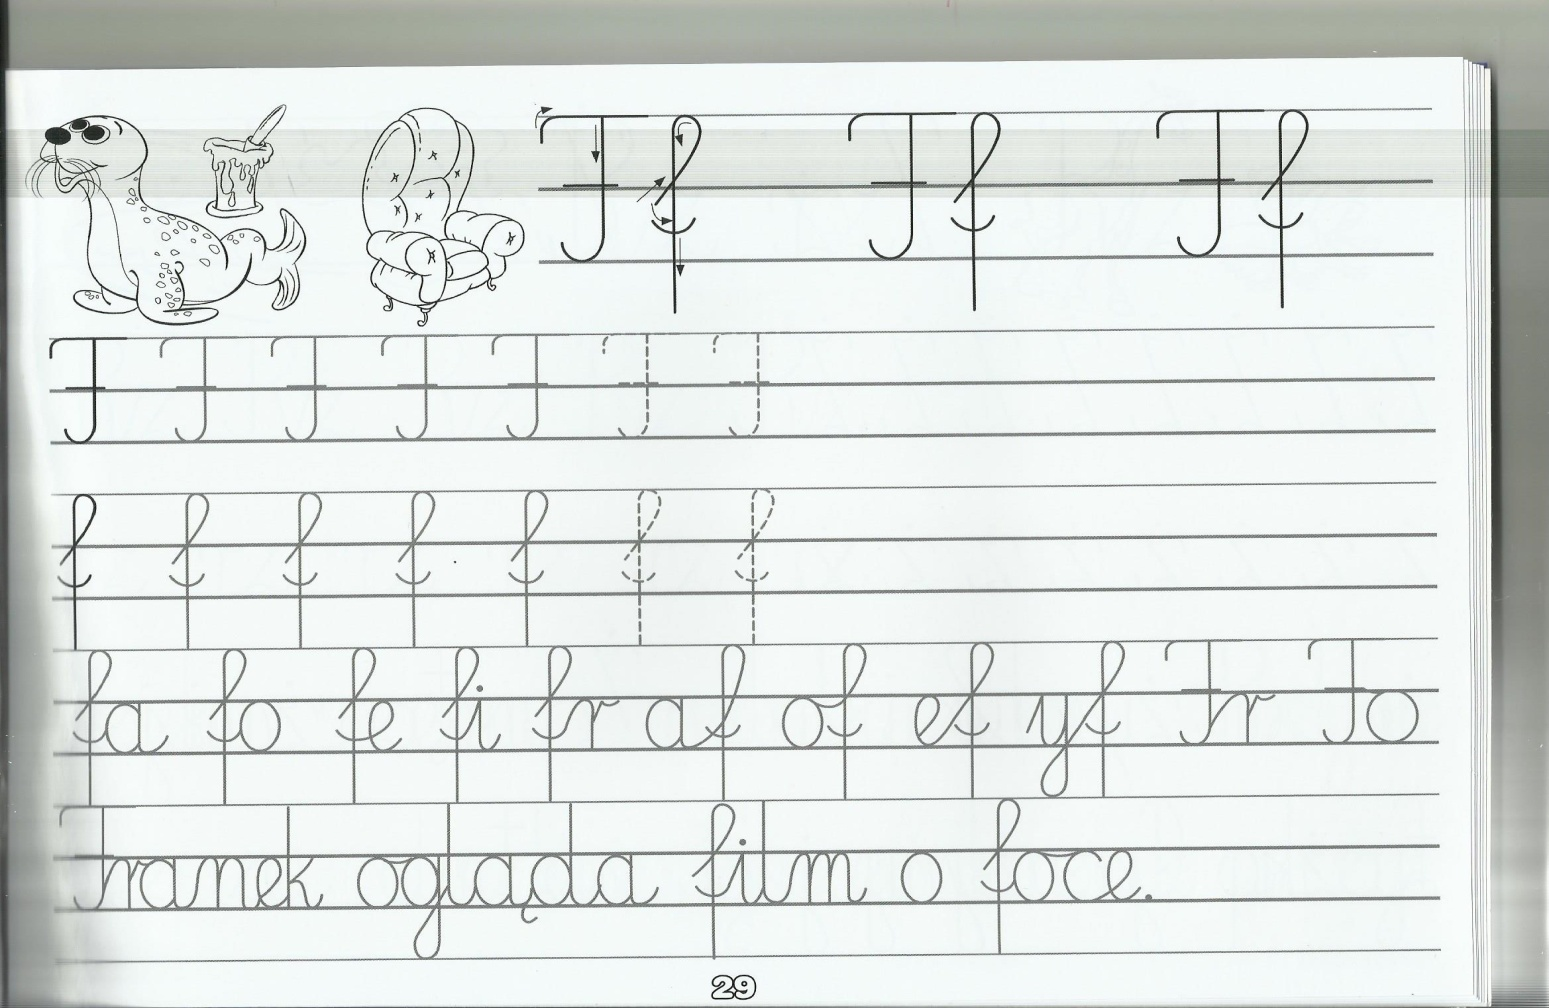 F f F f F f
F F F F F F F
f f f f f f f
fa fo fe fi fr af of ef yf Fr Fo
Franek ogląda film o foce.
29